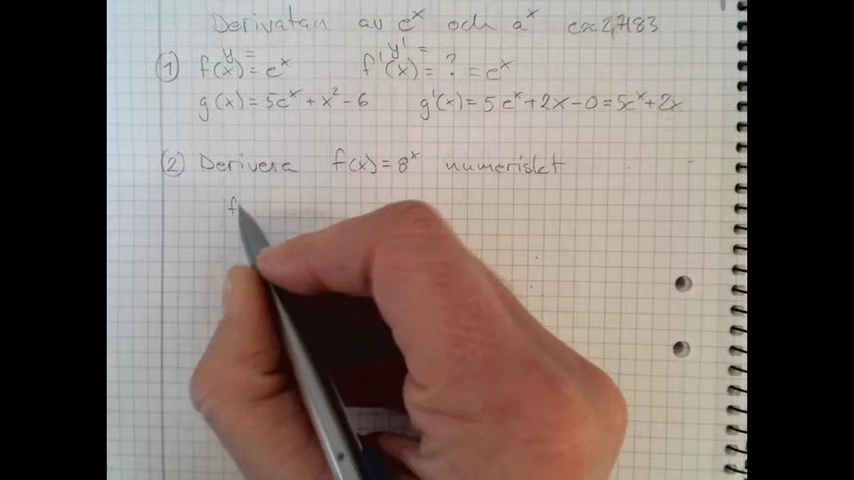 Derivatan av e^x och a^x e≈2,7183
y = y' =
① f(x) = e^x f'(x) = ? = e^x
g(x) = 5e^x + x² - 6 g'(x) = 5e^x + 2x - 0 = 5e^x + 2x
② Derivera f(x) = 8^x numeriskt
f